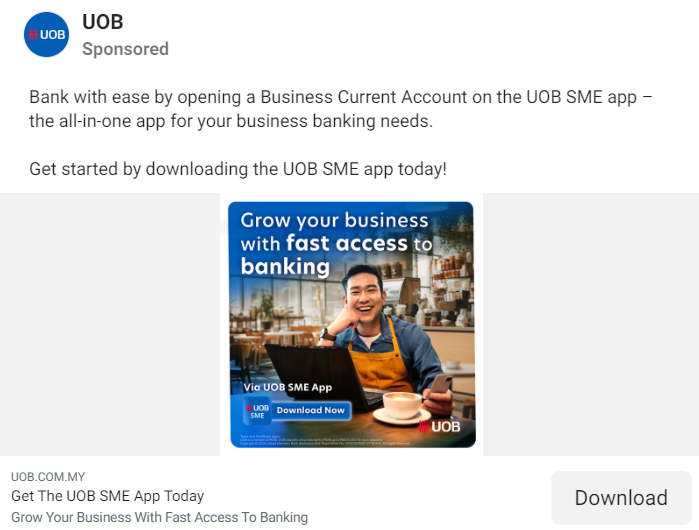 UOB
UOB
Sponsored
Bank with ease by opening a Business Current Account on the UOB SME app –
the all-in-one app for your business banking needs.
Get started by downloading the UOB SME app today!
Grow your business
with fast access to
banking
Via UOB SME App
UOB
SME
Download Now
UOB
UOB.COM.MY
Get The UOB SME App Today
Grow Your Business With Fast Access To Banking
Download